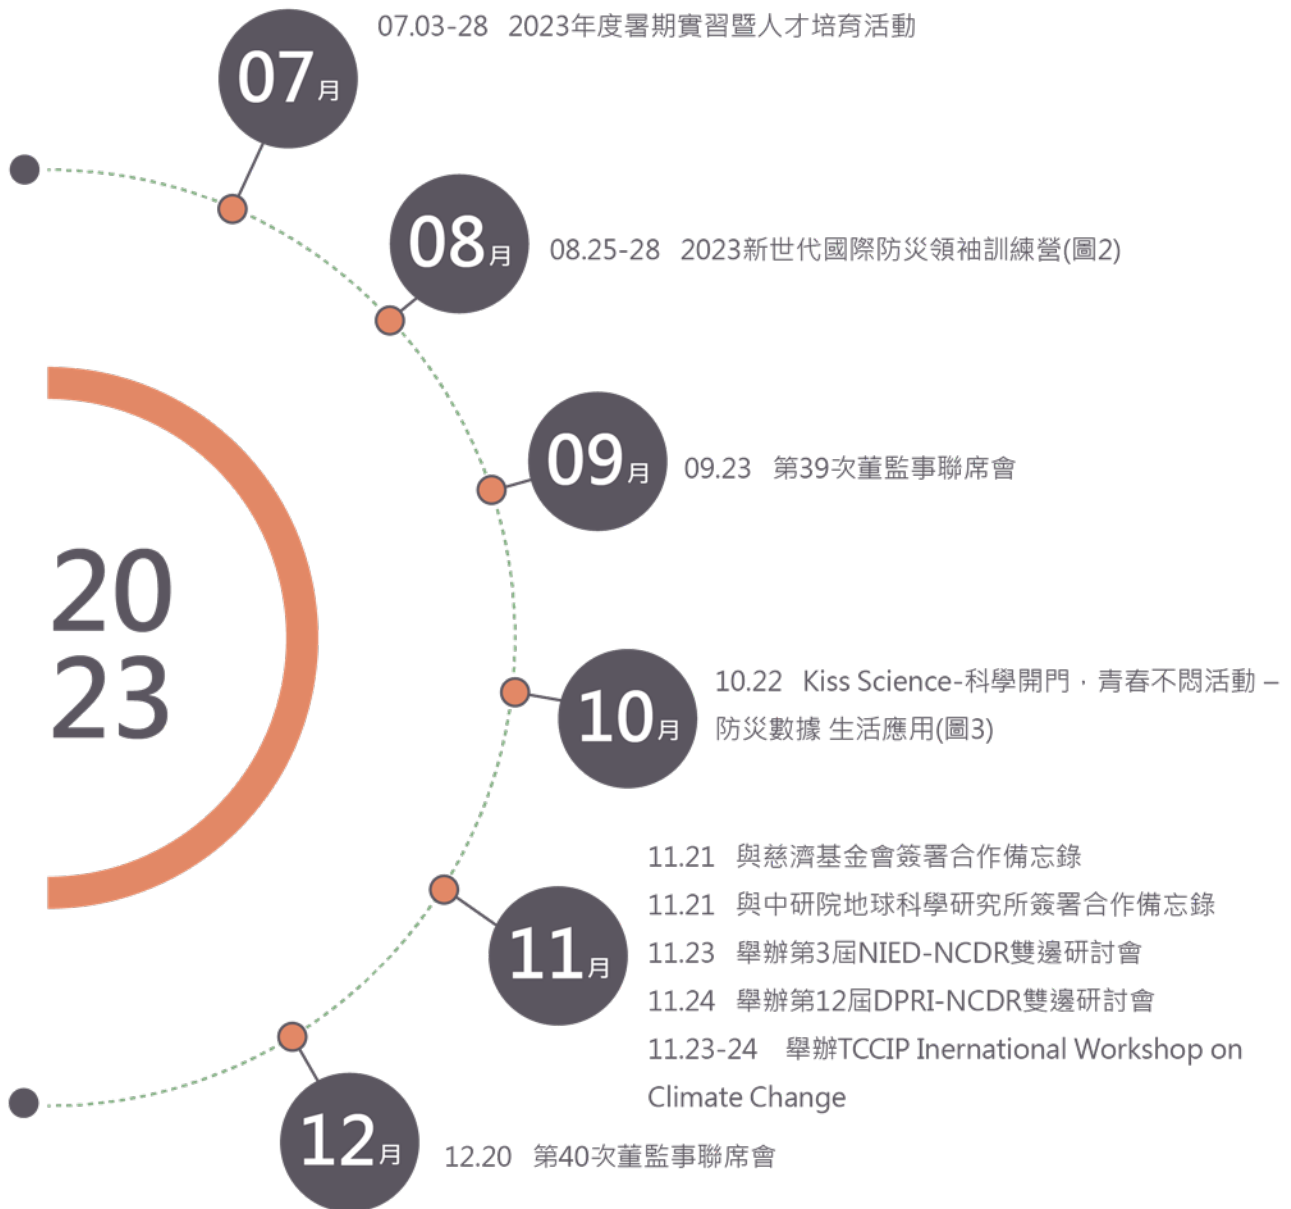 07月
07.03-28 2023年度暑期實習暨人才培育活動
08月
08.25-28 2023新世代國際防災領袖訓練營(圖2)
09月
09.23 第39次董監事聯席會
20
23
10月
10.22 Kiss Science-科學開門，青春不悶活動 –
防災數據 生活應用(圖3)
11月
11.21 與慈濟基金會簽署合作備忘錄
11.21 與中研院地球科學研究所簽署合作備忘錄
11.23 舉辦第3屆NIED-NCDR雙邊研討會
11.24 舉辦第12屆DPRI-NCDR雙邊研討會
11.23-24 舉辦TCCIP Inernational Workshop on
Climate Change
12月
12.20 第40次董監事聯席會